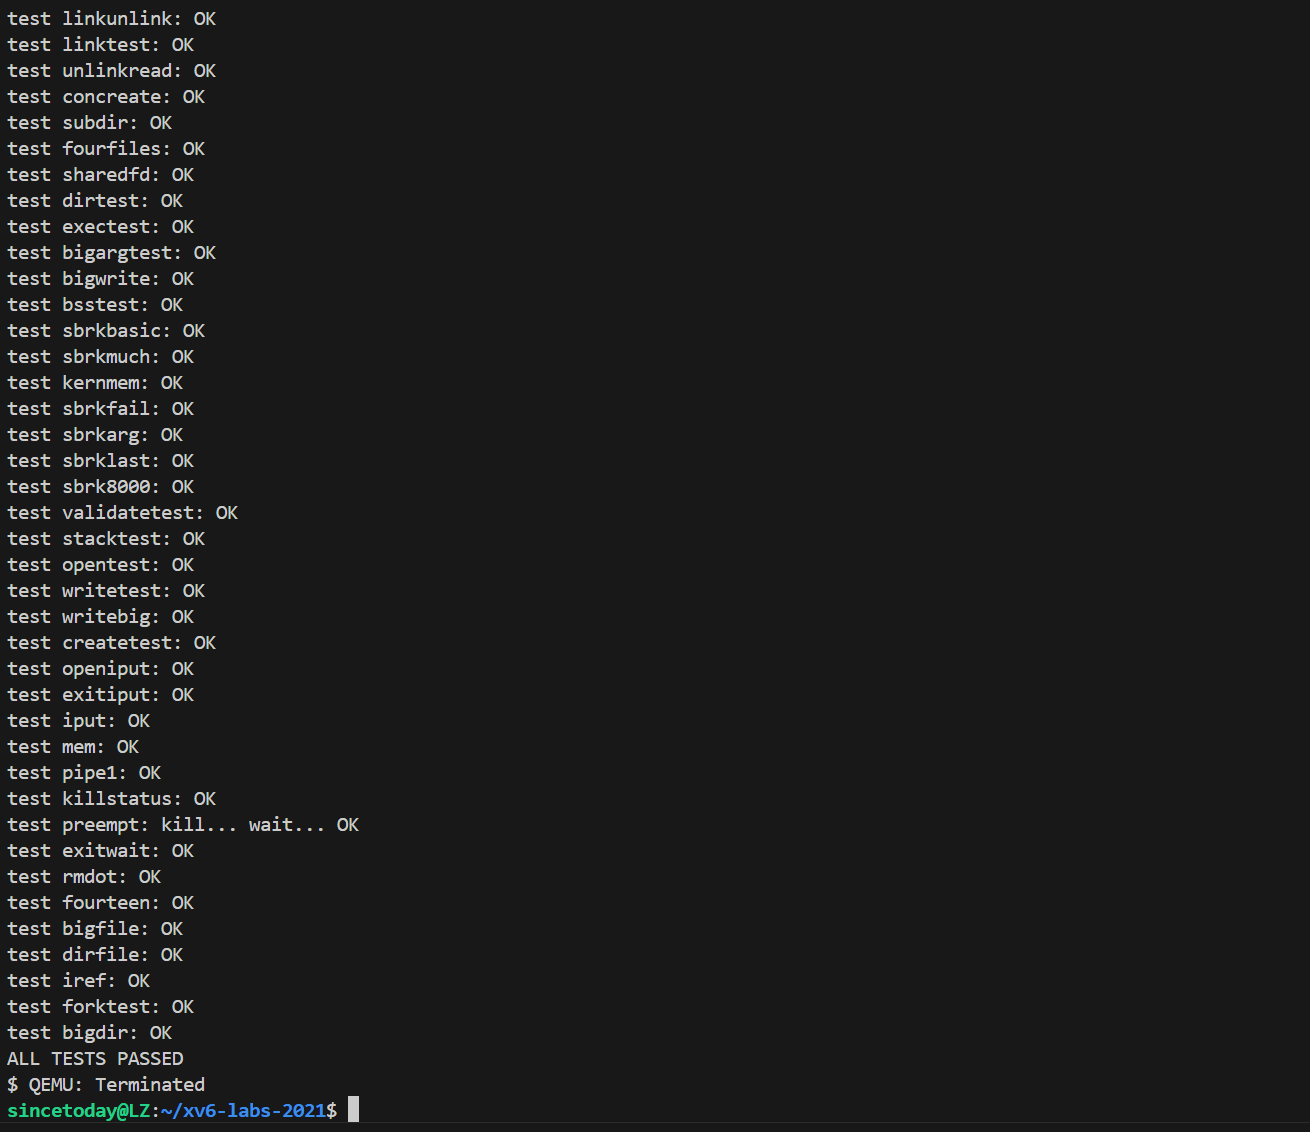 test linkunlink: OK
test linktest: OK
test unlinkread: OK
test concreate: OK
test subdir: OK
test fourfiles: OK
test sharedfd: OK
test dirtest: OK
test exectest: OK
test bigargtest: OK
test bigwrite: OK
test bsstest: OK
test sbrkbasic: OK
test sbrkmuch: OK
test kernmem: OK
test sbrkfail: OK
test sbrkarg: OK
test sbrklast: OK
test sbrk8000: OK
test validatetest: OK
test stacktest: OK
test opentest: OK
test writetest: OK
test writebig: OK
test createtest: OK
test openiput: OK
test exitiput: OK
test iput: OK
test mem: OK
test pipe1: OK
test killstatus: OK
test preempt: kill... wait... OK
test exitwait: OK
test rmdot: OK
test fourteen: OK
test bigfile: OK
test dirfile: OK
test iref: OK
test forktest: OK
test bigdir: OK
ALL TESTS PASSED
$ QEMU: Terminated
sincetoday@LZ:~/xv6-labs-2021$